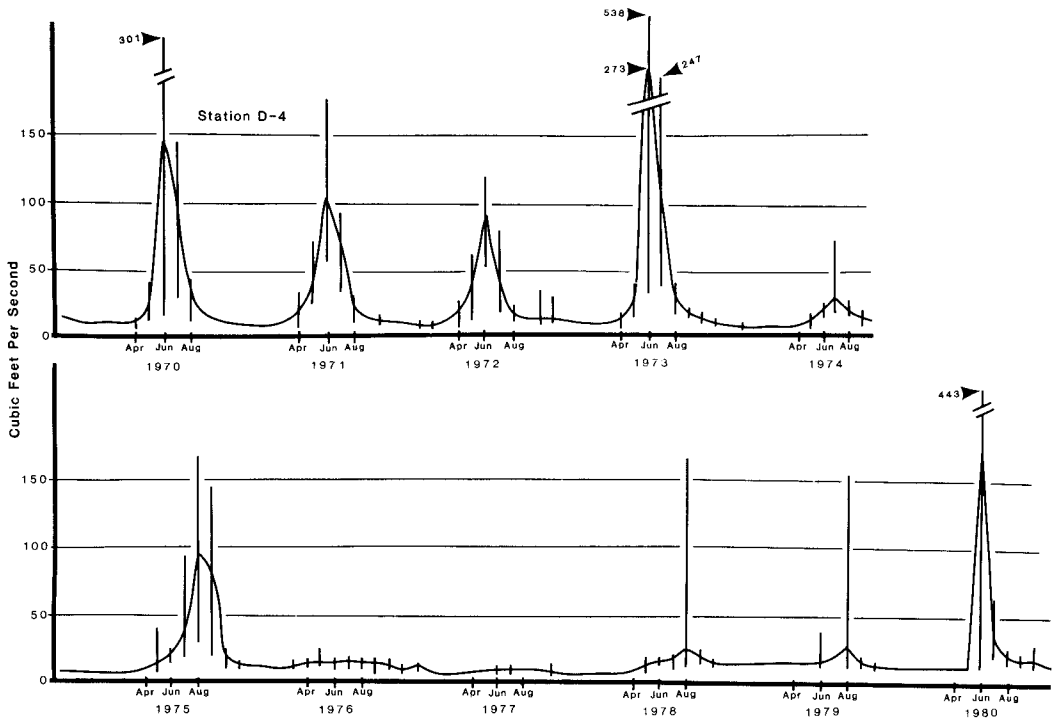 538
301
273
247
Station D-4
150
100
50
0
Apr Jun Aug Apr Jun Aug Apr Jun Aug Apr Jun Aug Apr Jun Aug
1970 1971 1972 1973 1974
Cubic Feet Per Second
443
150
100
50
0
Apr Jun Aug Apr Jun Aug Apr Jun Aug Apr Jun Aug Apr Jun Aug Apr Jun Aug
1975 1976 1977 1978 1979 1980